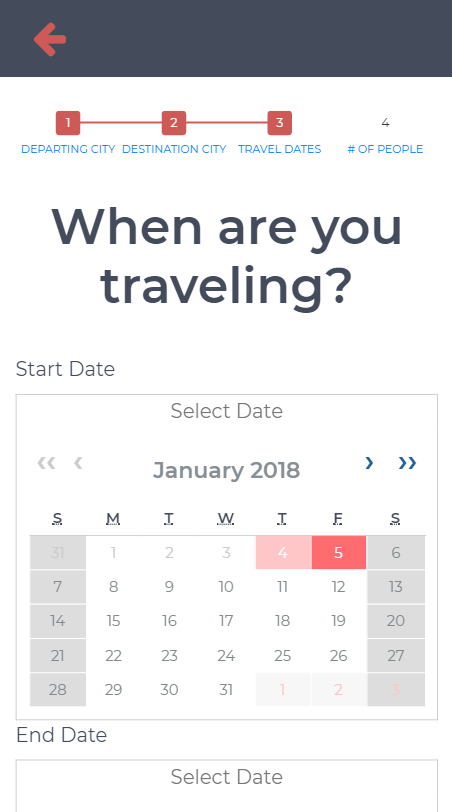 1 2 3 4
DEPARTING CITY DESTINATION CITY TRAVEL DATES # OF PEOPLE
When are you
traveling?
Start Date
Select Date
‹‹ ‹ January 2018 › ››
S M T W T F S
31 1 2 3 4 5 6
7 8 9 10 11 12 13
14 15 16 17 18 19 20
21 22 23 24 25 26 27
28 29 30 31 1 2 3
End Date
Select Date